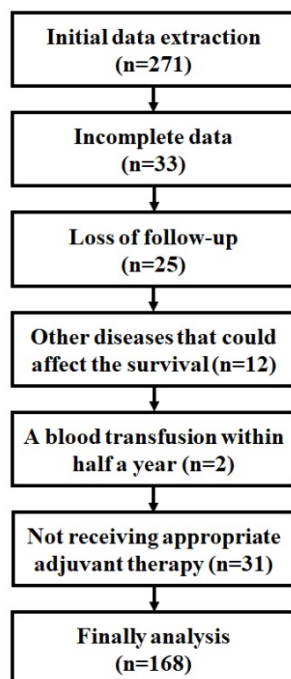 Initial data extraction
(n=271)
Incomplete data
(n=33)
Loss of follow-up
(n=25)
Other diseases that could
affect the survival (n=12)
A blood transfusion within
half a year (n=2)
Not receiving appropriate
adjuvant therapy (n=31)
Finally analysis
(n=168)